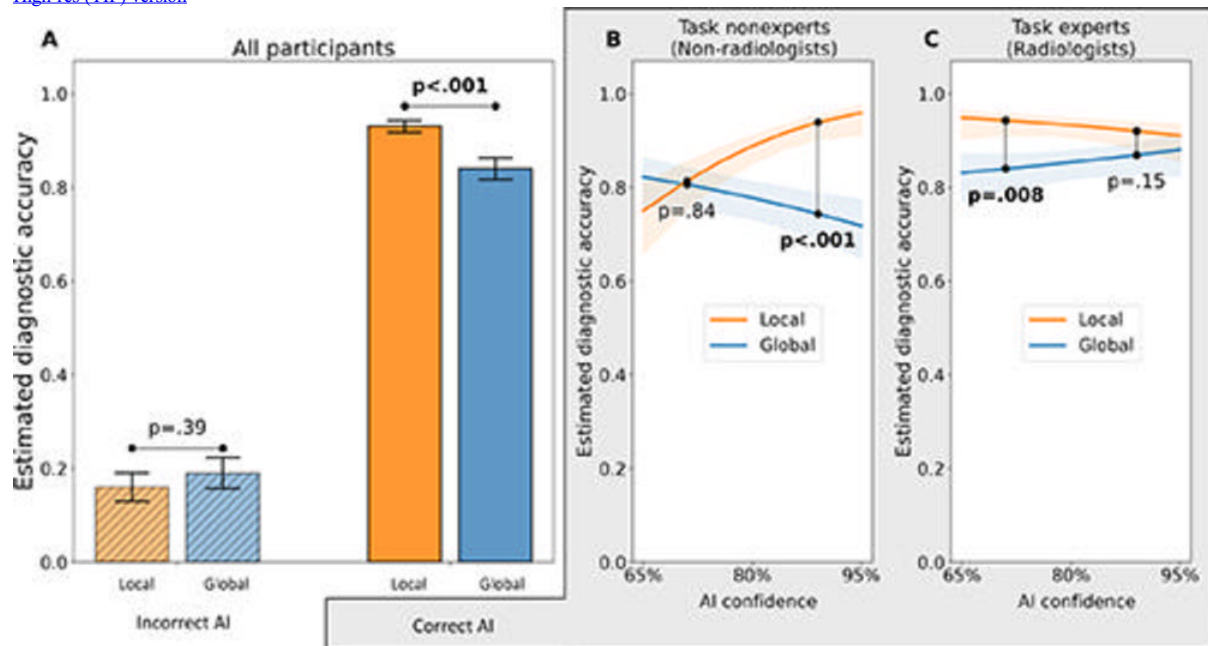 High-res (TIF) version
A
All participants
Estimated diagnostic accuracy
1.0
0.8
0.6
0.4
0.2
0.0
p<.001
p=.39
Local
Global
Local
Global
Incorrect AI
Correct AI
B
Task nonexperts
(Non-radiologists)
Estimated diagnostic accuracy
1.0
0.8
0.6
0.4
0.2
0.0
p=.84
p<.001
Local
Global
65%
80%
95%
AI confidence
C
Task experts
(Radiologists)
Estimated diagnostic accuracy
1.0
0.8
0.6
0.4
0.2
0.0
p=.008
p=.15
Local
Global
65%
80%
95%
AI confidence